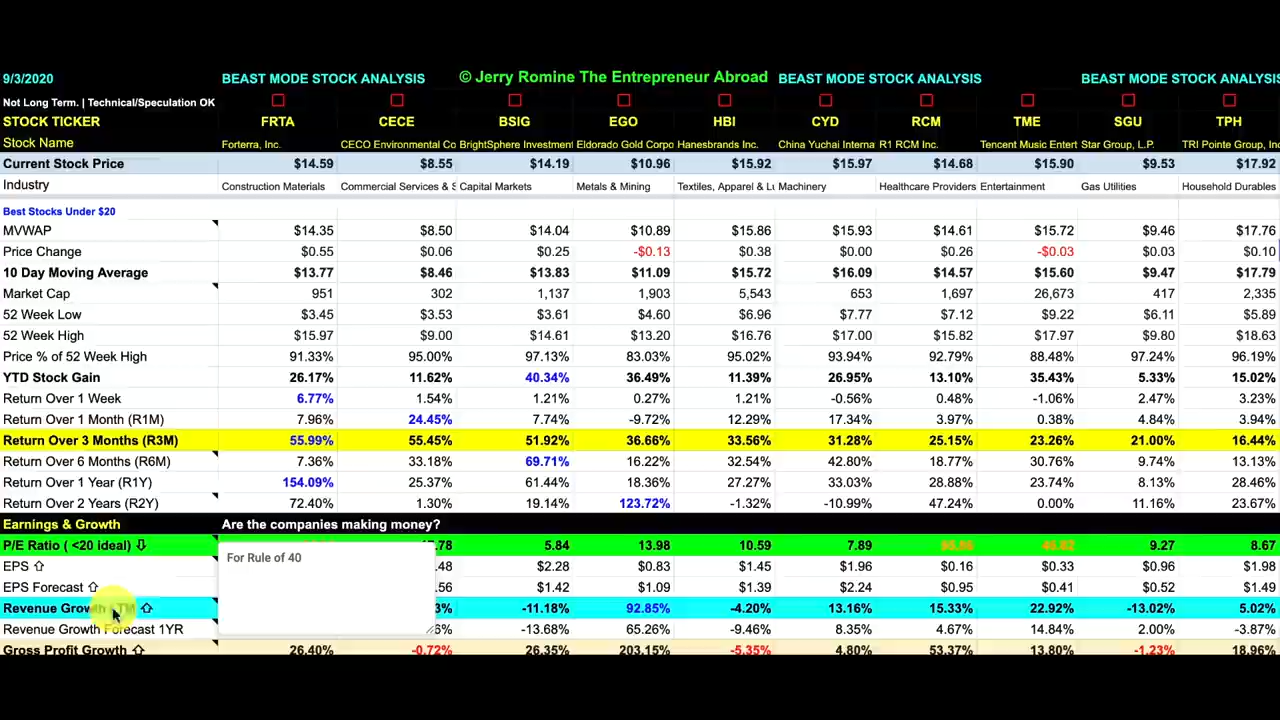 9/3/2020 BEAST MODE STOCK ANALYSIS © Jerry Romine The Entrepreneur Abroad BEAST MODE STOCK ANALYSIS BEAST MODE STOCK ANALYSIS
Not Long Term. | Technical/Speculation OK
STOCK TICKER FRTA CECE BSIG EGO HBI CYD RCM TME SGU TPH
Stock Name Forterra, Inc. CECO Environmental Co BrightSphere Investmen Eldorado Gold Corpo Hanesbrands Inc. China Yuchai Interna R1 RCM Inc. Tencent Music Entert Star Group, L.P. TRI Pointe Group, Inc
Current Stock Price $14.59 $8.55 $14.19 $10.96 $15.92 $15.97 $14.68 $15.90 $9.53 $17.92
Industry Construction Materials Commercial Services & S Capital Markets Metals & Mining Textiles, Apparel & Lu Machinery Healthcare Providers Entertainment Gas Utilities Household Durables
Best Stocks Under $20
MVWAP $14.35 $8.50 $14.04 $10.89 $15.86 $15.93 $14.61 $15.72 $9.46 $17.76
Price Change $0.55 $0.06 $0.25 -$0.13 $0.38 $0.00 $0.26 -$0.03 $0.03 $0.10
10 Day Moving Average $13.77 $8.46 $13.83 $11.09 $15.72 $16.09 $14.57 $15.60 $9.47 $17.79
Market Cap 951 302 1,137 1,903 5,543 653 1,697 26,673 417 2,335
52 Week Low $3.45 $3.53 $3.61 $4.60 $6.96 $7.77 $7.12 $9.22 $6.11 $5.89
52 Week High $15.97 $9.00 $14.61 $13.20 $16.76 $17.00 $15.82 $17.97 $9.80 $18.63
Price % of 52 Week High 91.33% 95.00% 97.13% 83.03% 95.02% 93.94% 92.79% 88.48% 97.24% 96.19%
YTD Stock Gain 26.17% 11.62% 40.34% 36.49% 11.39% 26.95% 13.10% 35.43% 5.33% 15.02%
Return Over 1 Week 6.77% 1.54% 1.21% 0.27% 1.21% -0.56% 0.48% -1.06% 2.47% 3.23%
Return Over 1 Month (R1M) 7.96% 24.45% 7.74% -9.72% 12.29% 17.34% 3.97% 0.38% 4.84% 3.94%
Return Over 3 Months (R3M) 55.99% 55.45% 51.92% 36.66% 33.56% 31.28% 25.15% 23.26% 21.00% 16.44%
Return Over 6 Months (R6M) 7.36% 33.18% 69.71% 16.22% 32.54% 42.80% 18.77% 30.76% 9.74% 13.13%
Return Over 1 Year (R1Y) 154.09% 25.37% 61.44% 18.36% 27.27% 33.03% 28.88% 23.74% 8.13% 28.46%
Return Over 2 Years (R2Y) 72.40% 1.30% 19.14% 123.72% -1.32% -10.99% 47.24% 0.00% 11.16% 23.67%
Earnings & Growth Are the companies making money?
P/E Ratio ( <20 ideal) ⇩ .78 5.84 13.98 10.59 7.89 9.27 8.67
For Rule of 40
EPS ⇧ .48 $2.28 $0.83 $1.45 $1.96 $0.16 $0.33 $0.96 $1.98
EPS Forecast ⇧ .56 $1.42 $1.09 $1.39 $2.24 $0.95 $0.41 $0.52 $1.49
Revenue Growth ⇧ 3% -11.18% 92.85% -4.20% 13.16% 15.33% 22.92% -13.02% 5.02%
Revenue Growth Forecast 1YR 6% -13.68% 65.26% -9.46% 8.35% 4.67% 14.84% 2.00% -3.87%
Gross Profit Growth ⇧ 26.40% -0.72% 26.35% 203.15% -5.35% 4.80% 53.37% 13.80% -1.23% 18.96%